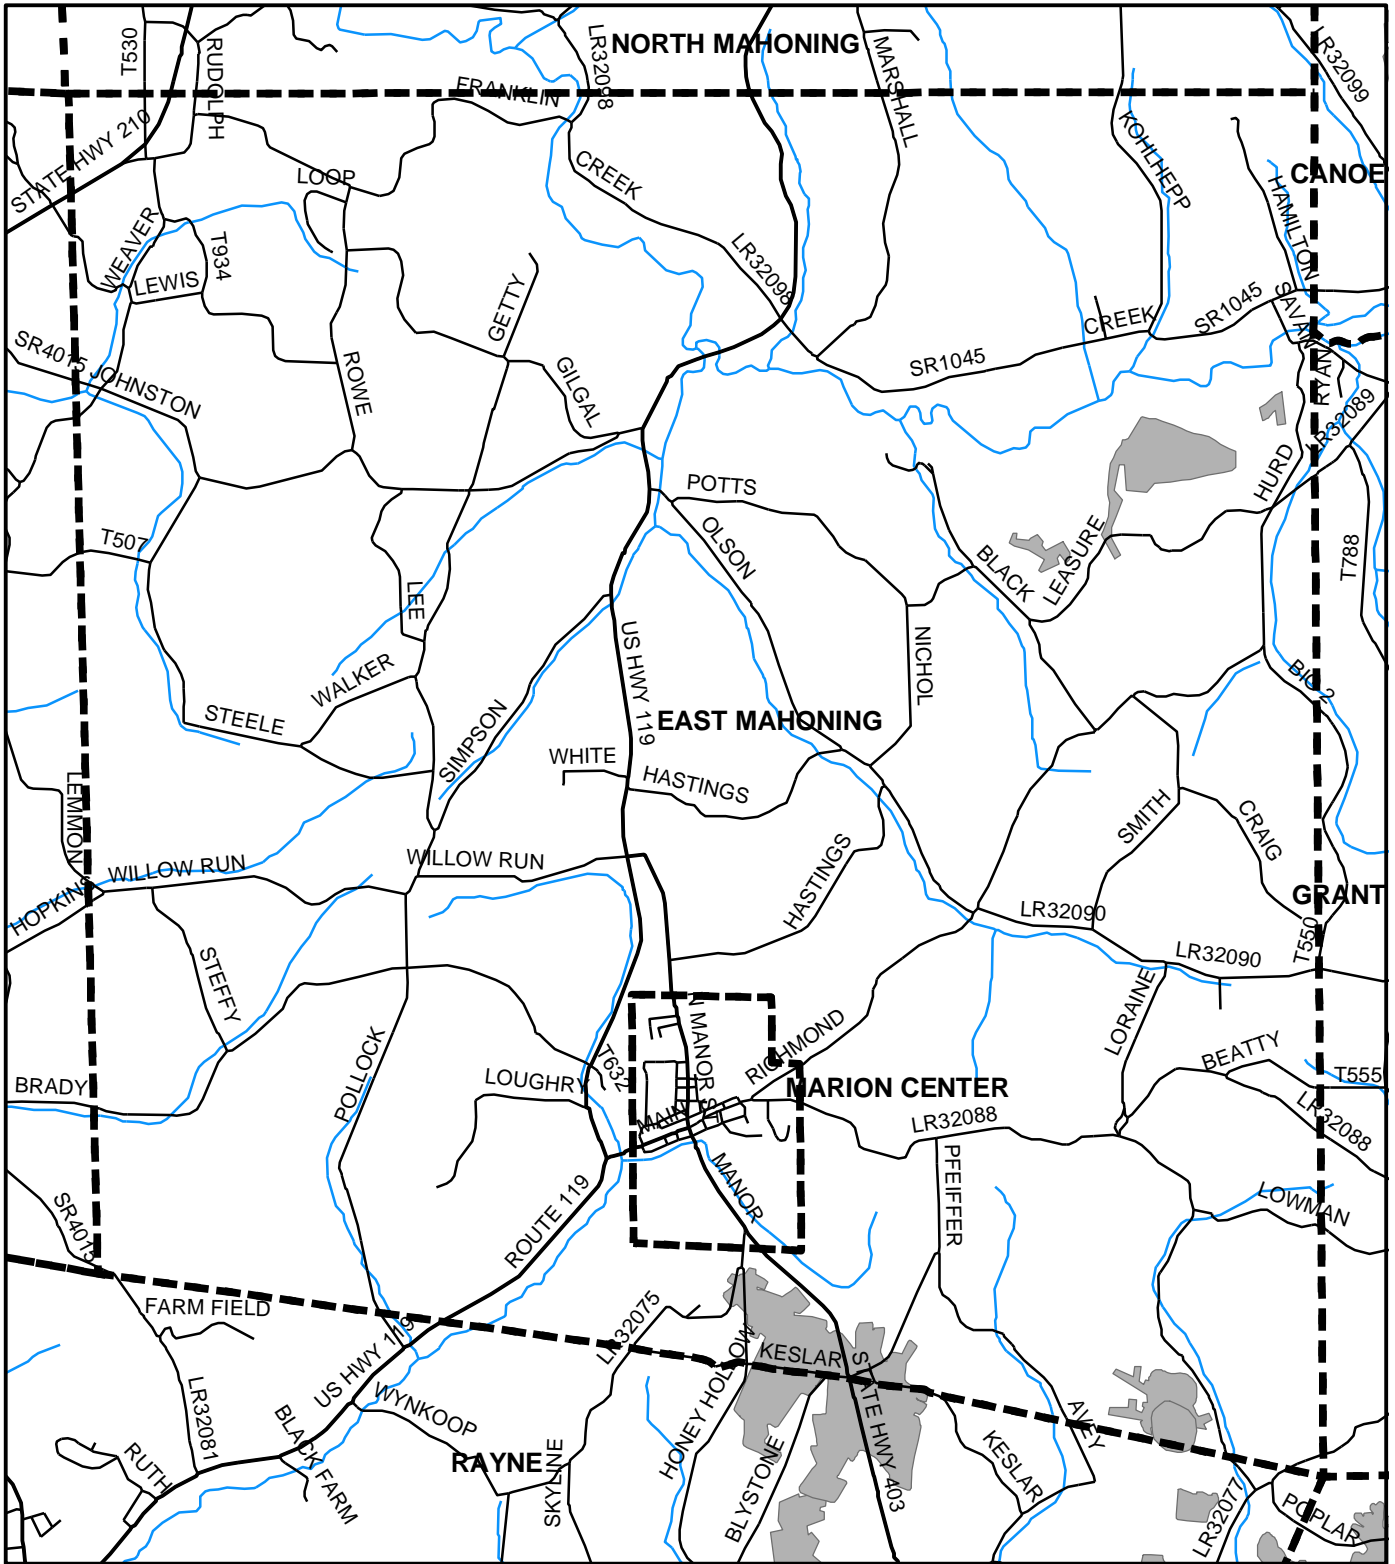 T530
RUDOLPH
LR32098
NORTH MAHONING
MARSHALL
LR32099
FRANKLIN
STATE HWY 210
LOOP
CREEK
KOHLHEPP
CANOE
HAMILTON
WEAVER
T934
LEWIS
LR32098
GETTY
SAVAN
SR1045
CREEK
SR1045
SR4015 JOHNSTON
ROWE
GILGAL
RYAN
LR32089
POTTS
HURD
OLSON
T507
LEE
BLACK
LEASURE
T788
US HWY 119
NICHOL
WALKER
BIG 2
STEELE
SIMPSON
EAST MAHONING
WHITE
HASTINGS
LEMMON
SMITH
CRAIG
HASTINGS
WILLOW RUN
WILLOW RUN
HOPKINS
GRANT
LR32090
T550
LR32090
STEFFY
N MANOR ST
LORAINE
RICHMOND
POLLOCK
T632
BEATTY
BRADY
LOUGHRY
MARION CENTER
T555
MAIN
LR32088
LR32088
PFEIFFER
MANOR
LOWMAN
SR4015
ROUTE 119
FARM FIELD
LR32075
HONEY HOLLOW
KESLAR
STATE HWY 403
US HWY 119
LR32081
WYNKOOP
AVEY
BLACK FARM
RUTH
RAYNE
SKYLINE
BLYSTONE
KESLAR
LR32077
POPLAR